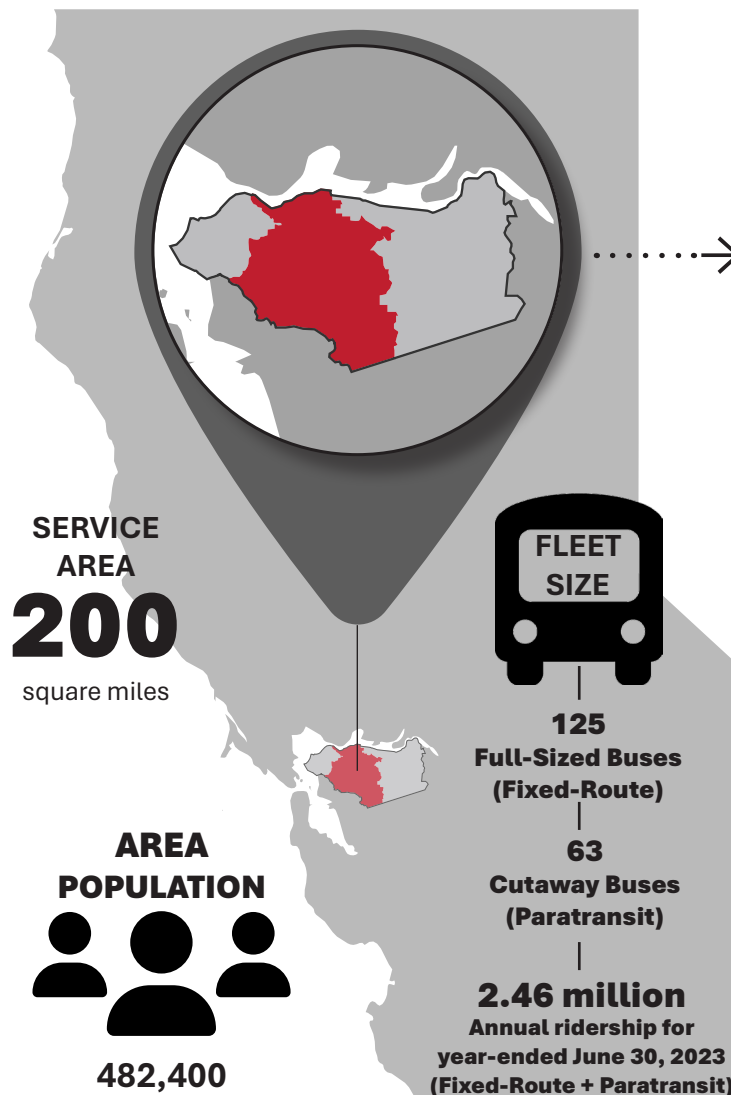 SERVICE
AREA
200
square miles
AREA
POPULATION
482,400
FLEET
SIZE
125
Full-Sized Buses
(Fixed-Route)
63
Cutaway Buses
(Paratransit)
2.46 million
Annual ridership for
year-ended June 30, 2023
(Fixed-Route + Paratransit)